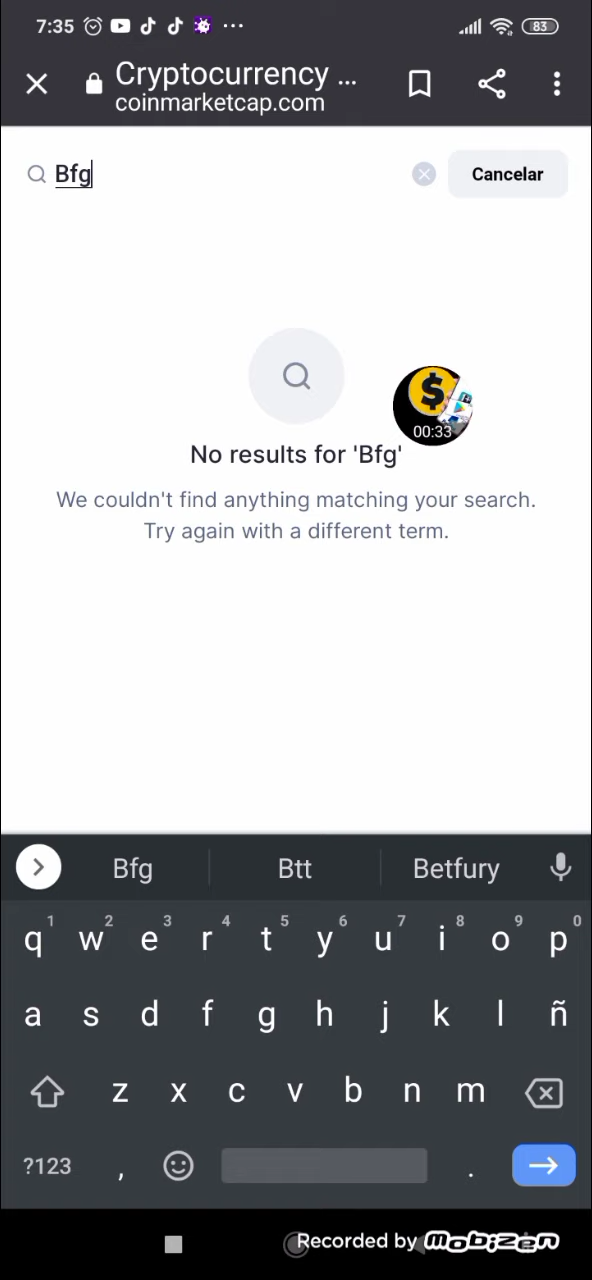 7:35 ... 83
Cryptocurrency ...
coinmarketcap.com
Bfg
Cancelar
$
00:33
No results for 'Bfg'
We couldn't find anything matching your search.
Try again with a different term.
Bfg Btt Betfury
1 2 3 4 5 6 7 8 9 0
q w e r t y u i o p
a s d f g h j k l ñ
z x c v b n m
?123 , .
Recorded by mobizen